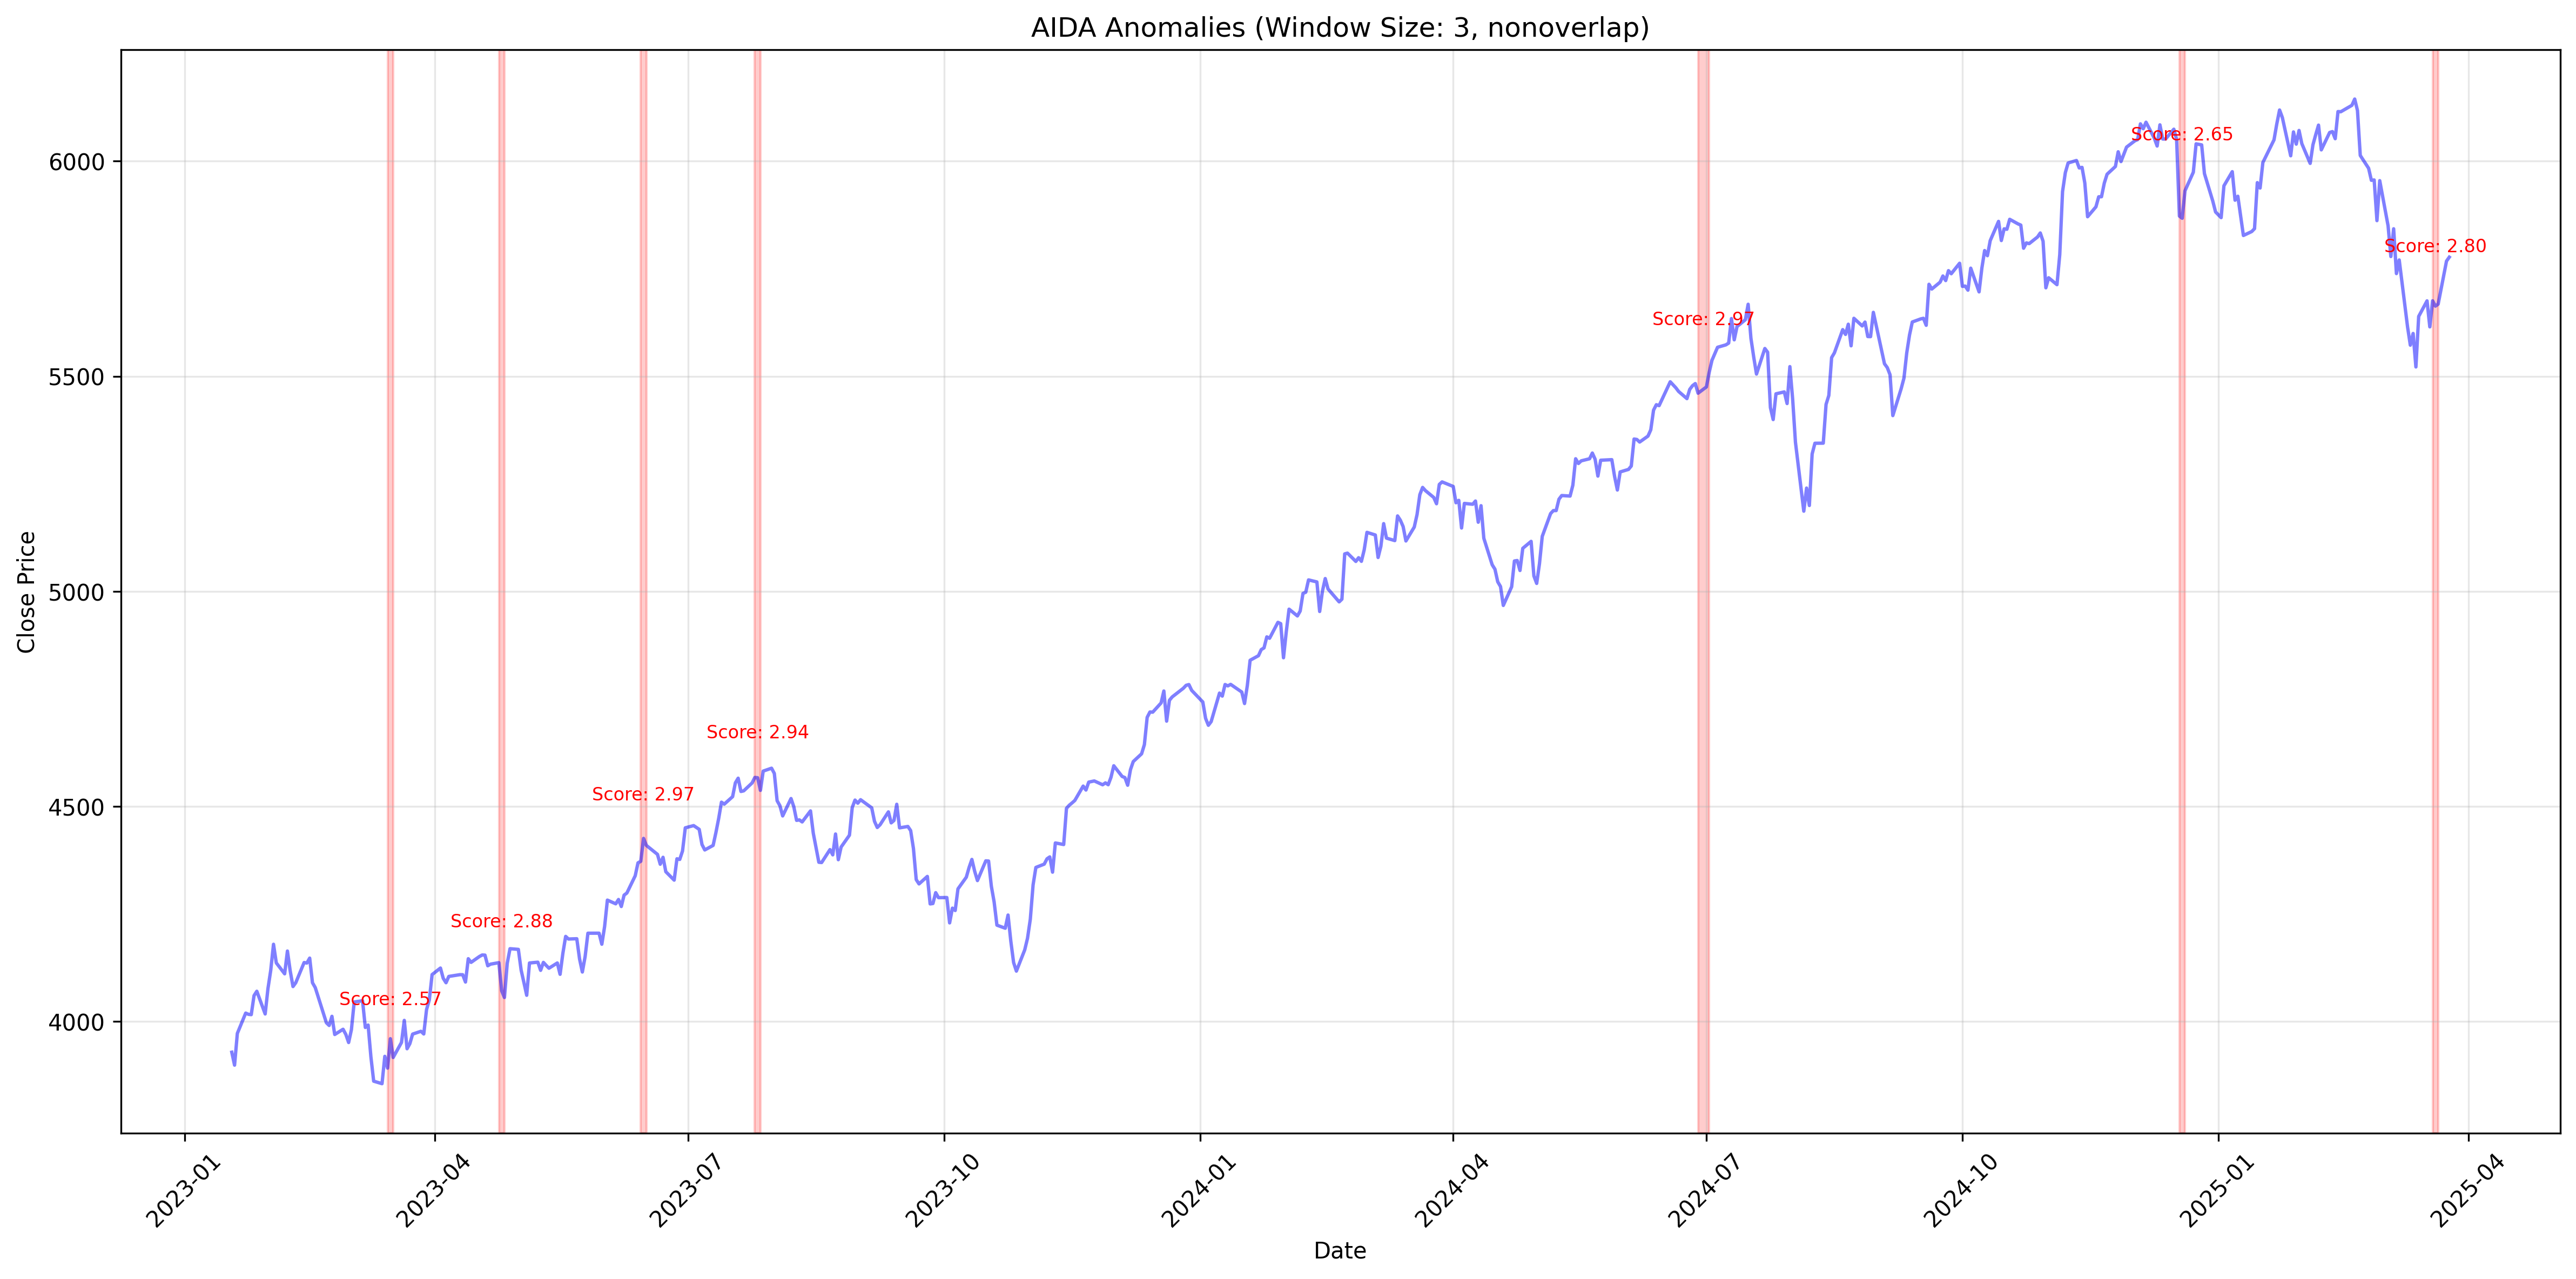 AIDA Anomalies (Window Size: 3, nonoverlap)
Close Price
6000
5500
5000
4500
4000
Score: 2.57
Score: 2.88
Score: 2.97
Score: 2.94
Score: 2.97
Score: 2.65
Score: 2.80
2023-01
2023-04
2023-07
2023-10
2024-01
2024-04
2024-07
2024-10
2025-01
2025-04
Date